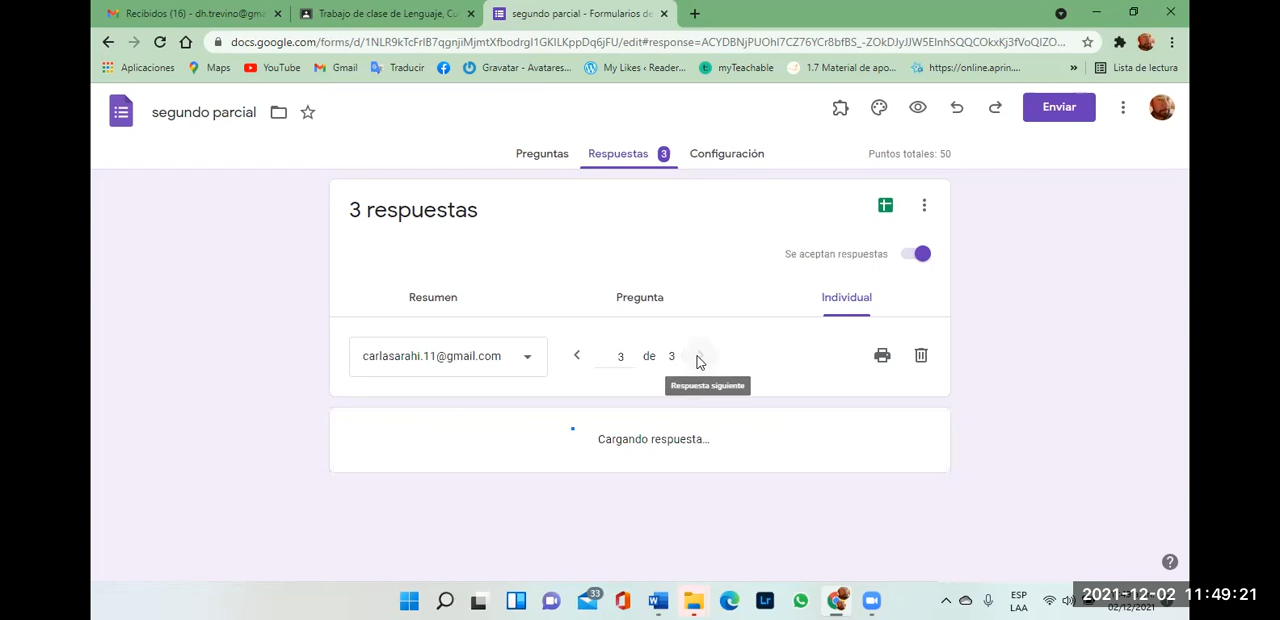 Recibidos (16) - dh.trevino@gma
Trabajo de clase de Lenguaje, Cu
segundo parcial - Formularios de
docs.google.com/forms/d/1NLR9kTcFrlB7qgnjiMjmtXfbodrgI1GKILKppDq6jFU/edit#response=ACYDBNjPUOhI7CZ76YCr8bfBS_-ZOkDJyJJW5EInhSQQCOkxKj3fVoQIZO...
Aplicaciones
Maps
YouTube
Gmail
Traducir
Gravatar - Avatares...
My Likes ‹ Reader...
myTeachable
1.7 Material de apo...
https://online.aprin....
»
Lista de lectura
segundo parcial
Enviar
Preguntas
Respuestas 3
Configuración
Puntos totales: 50
3 respuestas
Se aceptan respuestas
Resumen
Pregunta
Individual
carlasarahi.11@gmail.com
3 de 3
Respuesta siguiente
Cargando respuesta...
33
Lr
ESP
LAA
2021-12-02 11:49:21
02/12/2021